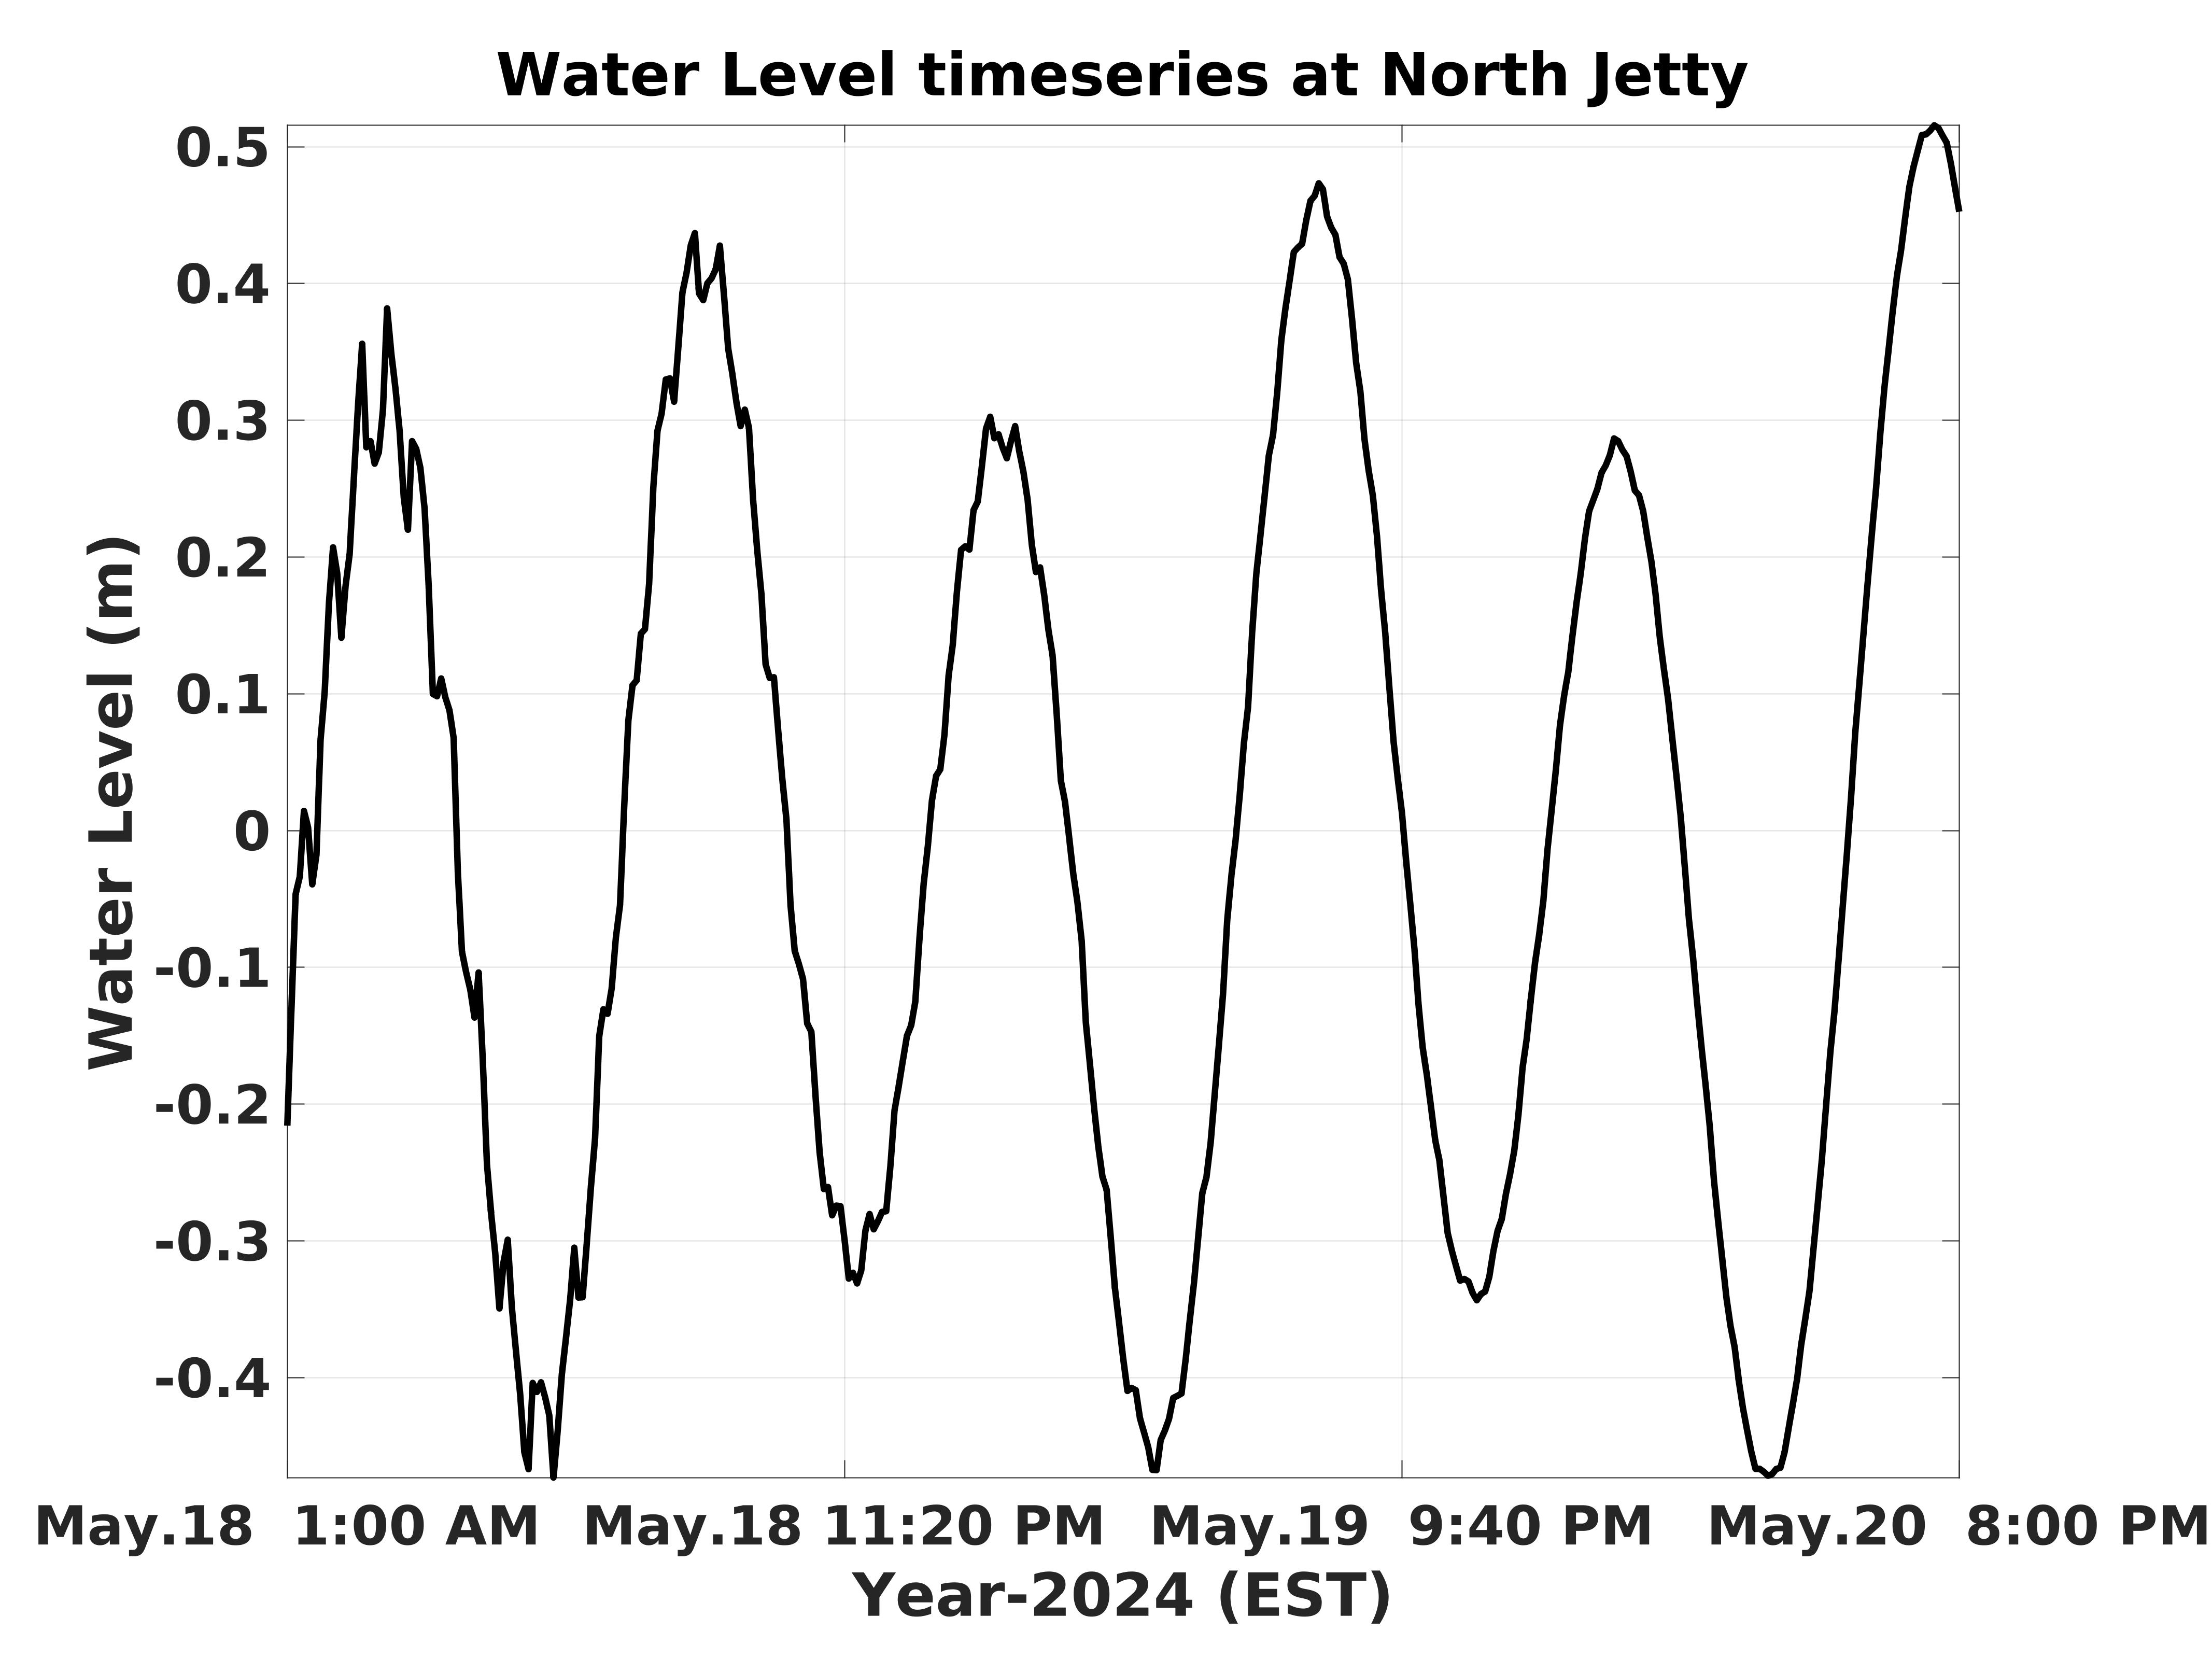 Water Level timeseries at North Jetty
Water Level (m)
0.5
0.4
0.3
0.2
0.1
0
-0.1
-0.2
-0.3
-0.4
May.18 1:00 AM May.18 11:20 PM May.19 9:40 PM May.20 8:00 PM
Year-2024 (EST)